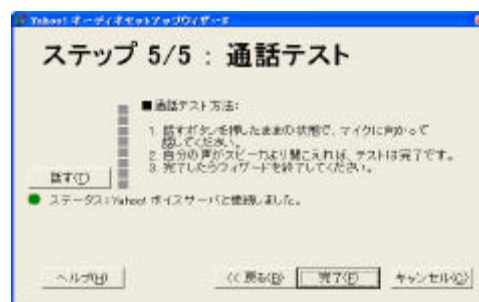 Yahoo! オーディオセットアップウィザード
ステップ 5/5 : 通話テスト
■通話テスト方法:
1. 話すボタンを押したままの状態で、マイクに向かって
話してください。
2. 自分の声がスピーカより聞こえれば、テストは完了です。
3. 完了したらウィザードを終了してください。
話す(T)
ステータス:Yahoo! ボイスサーバと接続しました。
ヘルプ(H)
<< 戻る(B)
完了(F)
キャンセル(C)